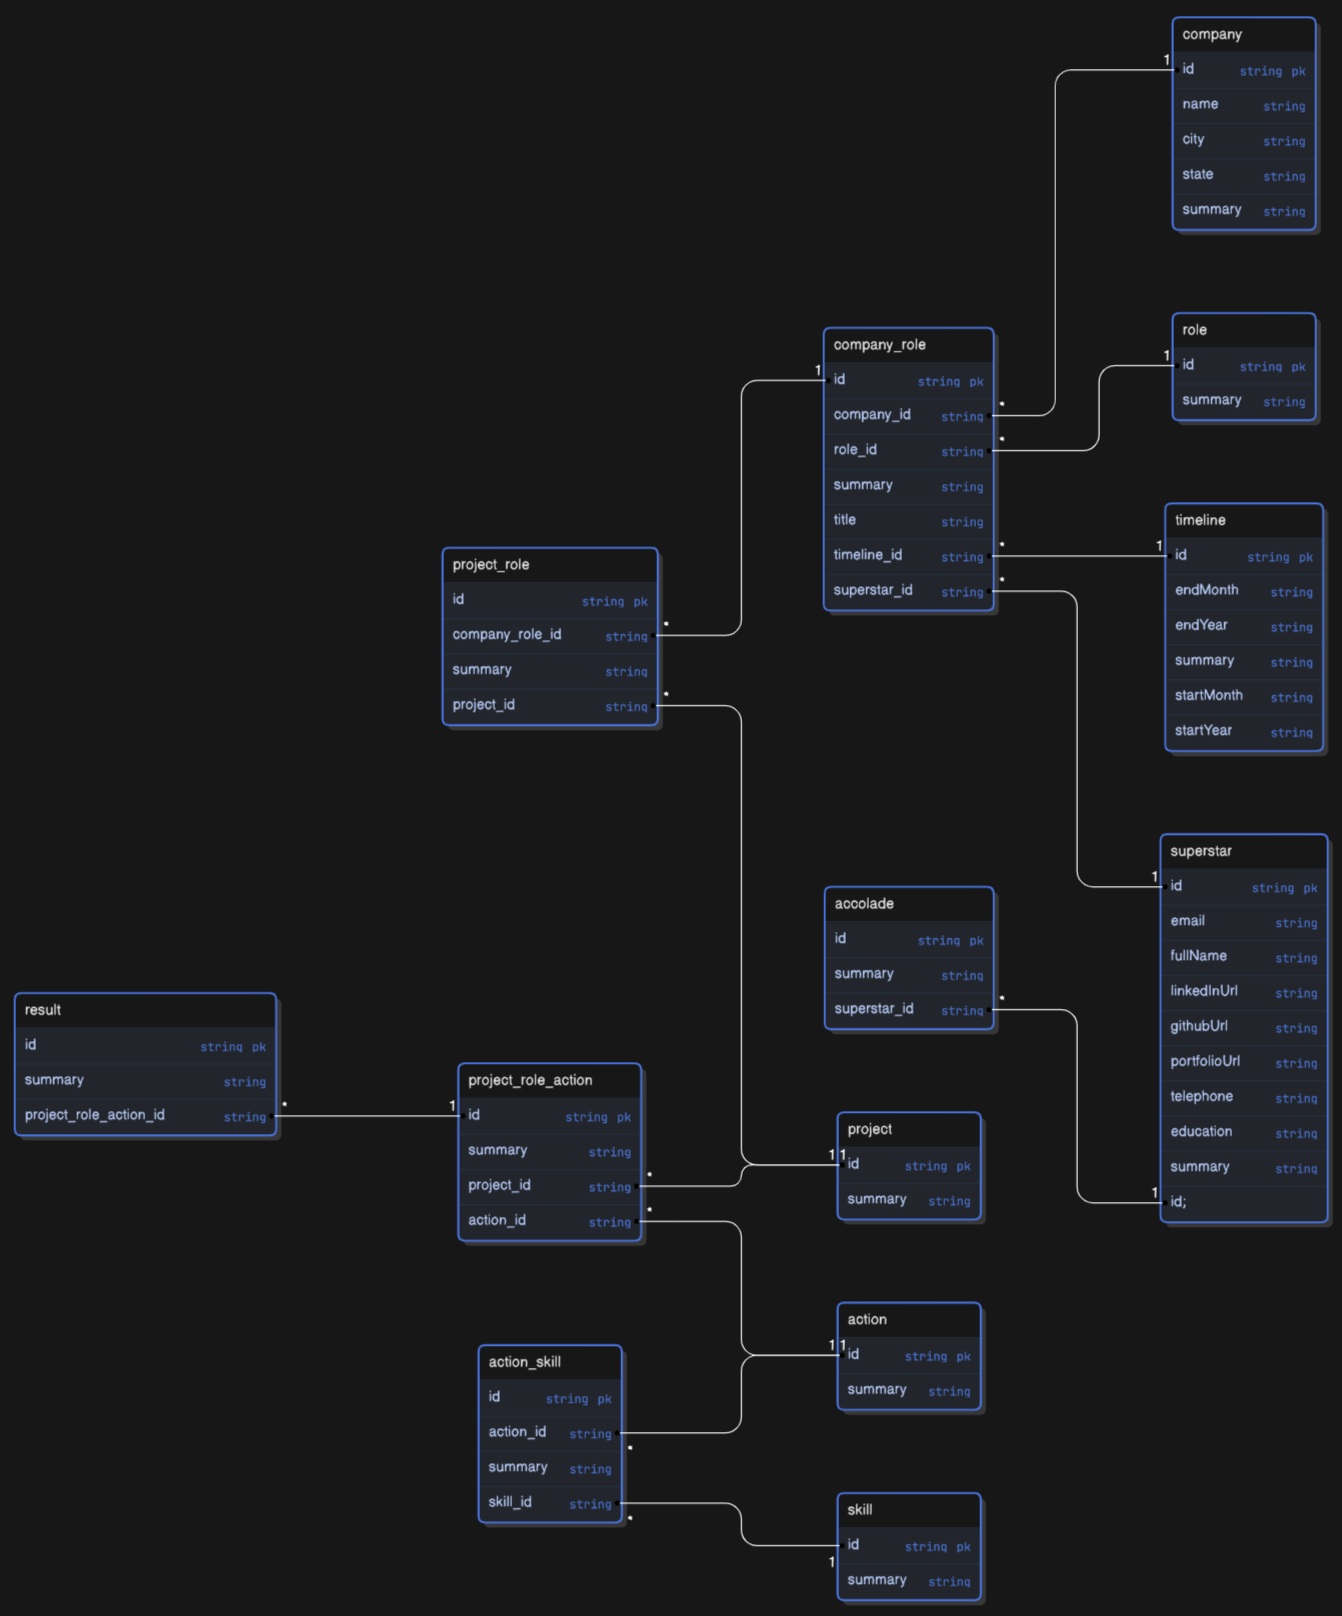 company
1
id string pk
name string
city string
state string
summary string
role
1
id string pk
summary string
company_role
1
id string pk
company_id string *
role_id string *
summary string
title string
timeline_id string *
superstar_id string *
timeline
1
id string pk
endMonth string
endYear string
summary string
startMonth string
startYear string
project_role
id string pk
company_role_id string *
summary string
project_id string *
superstar
1
id string pk
email string
fullName string
linkedInUrl string
githubUrl string
portfolioUrl string
telephone string
education string
summary string
1
id;
accolade
id string pk
summary string
superstar_id string *
result
id string pk
summary string
project_role_action_id string *
project_role_action
1
id string pk
summary string
project_id string *
action_id string *
project
1 1
id string pk
summary string
action
1 1
id string pk
summary string
action_skill
id string pk
action_id string *
summary string
skill_id string *
skill
id string pk
1
summary string